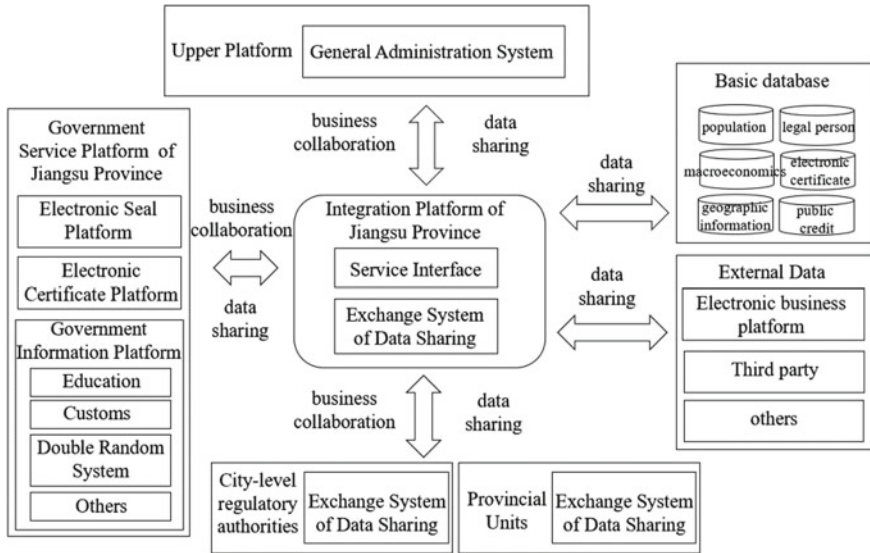 Upper Platform
General Administration System
business
collaboration
data
sharing
Government
Service Platform of
Jiangsu Province
Electronic Seal
Platform
Electronic
Certificate Platform
Government
Information Platform
Education
Customs
Double Random
System
Others
business
collaboration
data
sharing
Integration Platform of
Jiangsu Province
Service Interface
Exchange System
of Data Sharing
data
sharing
Basic database
population
legal person
macroeconomics
electronic
certificate
geographic
information
public
credit
data
sharing
External Data
Electronic business
platform
Third party
others
business
collaboration
data
sharing
City-level
regulatory
authorities
Exchange System
of Data Sharing
Provincial
Units
Exchange System
of Data Sharing